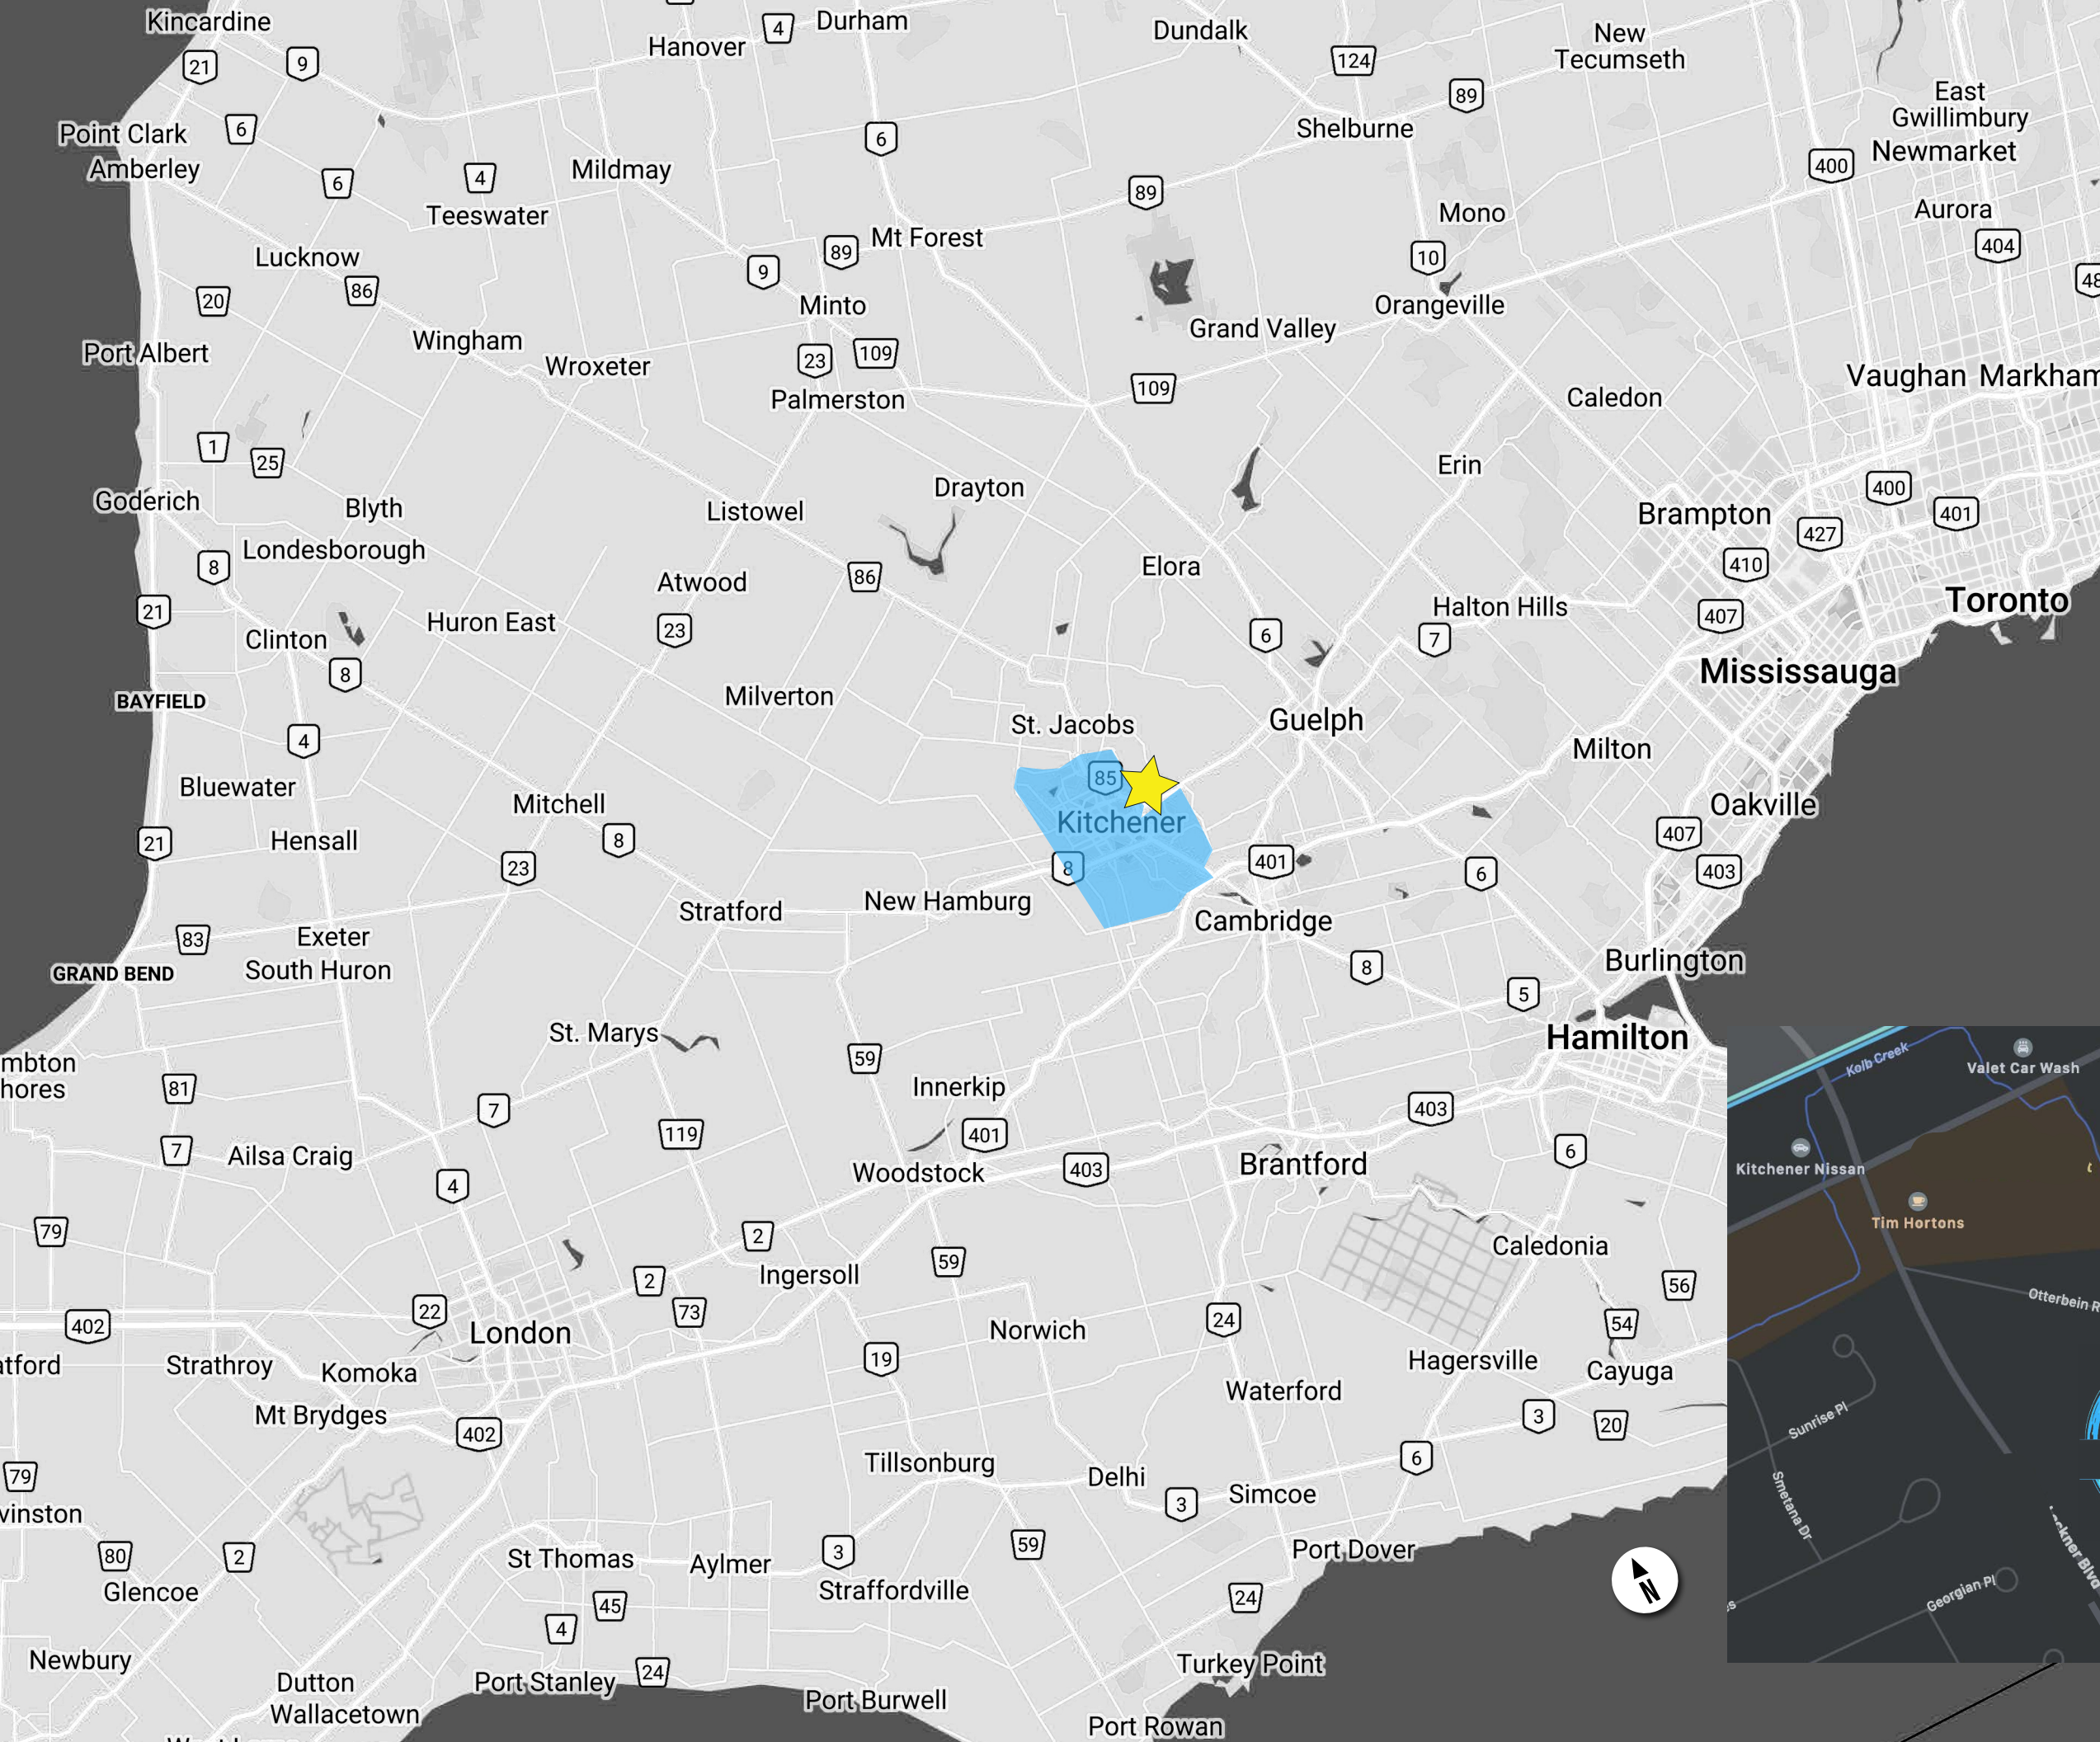 Kincardine
21
9
Hanover
4
Durham
Dundalk
124
89
New
Tecumseth
East
Gwillimbury
Newmarket
400
Aurora
404
48
Point Clark
Amberley
6
6
4
Teeswater
Mildmay
6
89
Shelburne
Mono
10
Lucknow
86
20
Mt Forest
89
9
Minto
Orangeville
Grand Valley
109
Port Albert
Wingham
Wroxeter
23
109
Palmerston
Caledon
Vaughan
Markham
1
25
Goderich
Blyth
Londesborough
8
Listowel
Drayton
Erin
Brampton
400
401
427
410
407
Toronto
Mississauga
21
Clinton
8
Huron East
Atwood
23
86
Elora
6
Halton Hills
7
BAYFIELD
4
Milverton
St. Jacobs
Guelph
Milton
Oakville
Bluewater
Hensall
21
Mitchell
8
23
85
Kitchener
8
401
6
407
403
83
GRAND BEND
Exeter
South Huron
Stratford
New Hamburg
Cambridge
8
5
Burlington
Hamilton
mbton
hores
81
7
Ailsa Craig
7
4
St. Marys
119
59
Innerkip
401
Woodstock
403
Brantford
403
6
79
402
22
London
2
2
73
Ingersoll
59
Norwich
24
Caledonia
56
54
Cayuga
Hagersville
atford
Strathroy
Komoka
Mt Brydges
402
19
Waterford
3
20
6
79
vinston
80
Glencoe
2
Tillsonburg
Delhi
3
Simcoe
St Thomas
Aylmer
3
59
Straffordville
Port Dover
24
45
4
24
Newbury
Dutton
Wallacetown
Port Stanley
Port Burwell
Turkey Point
Port Rowan
N
Kolb Creek
Valet Car Wash
Kitchener Nissan
Tim Hortons
Otterbein R
Sunrise Pl
Smetana Dr
Georgian Pl
ckner Blvd